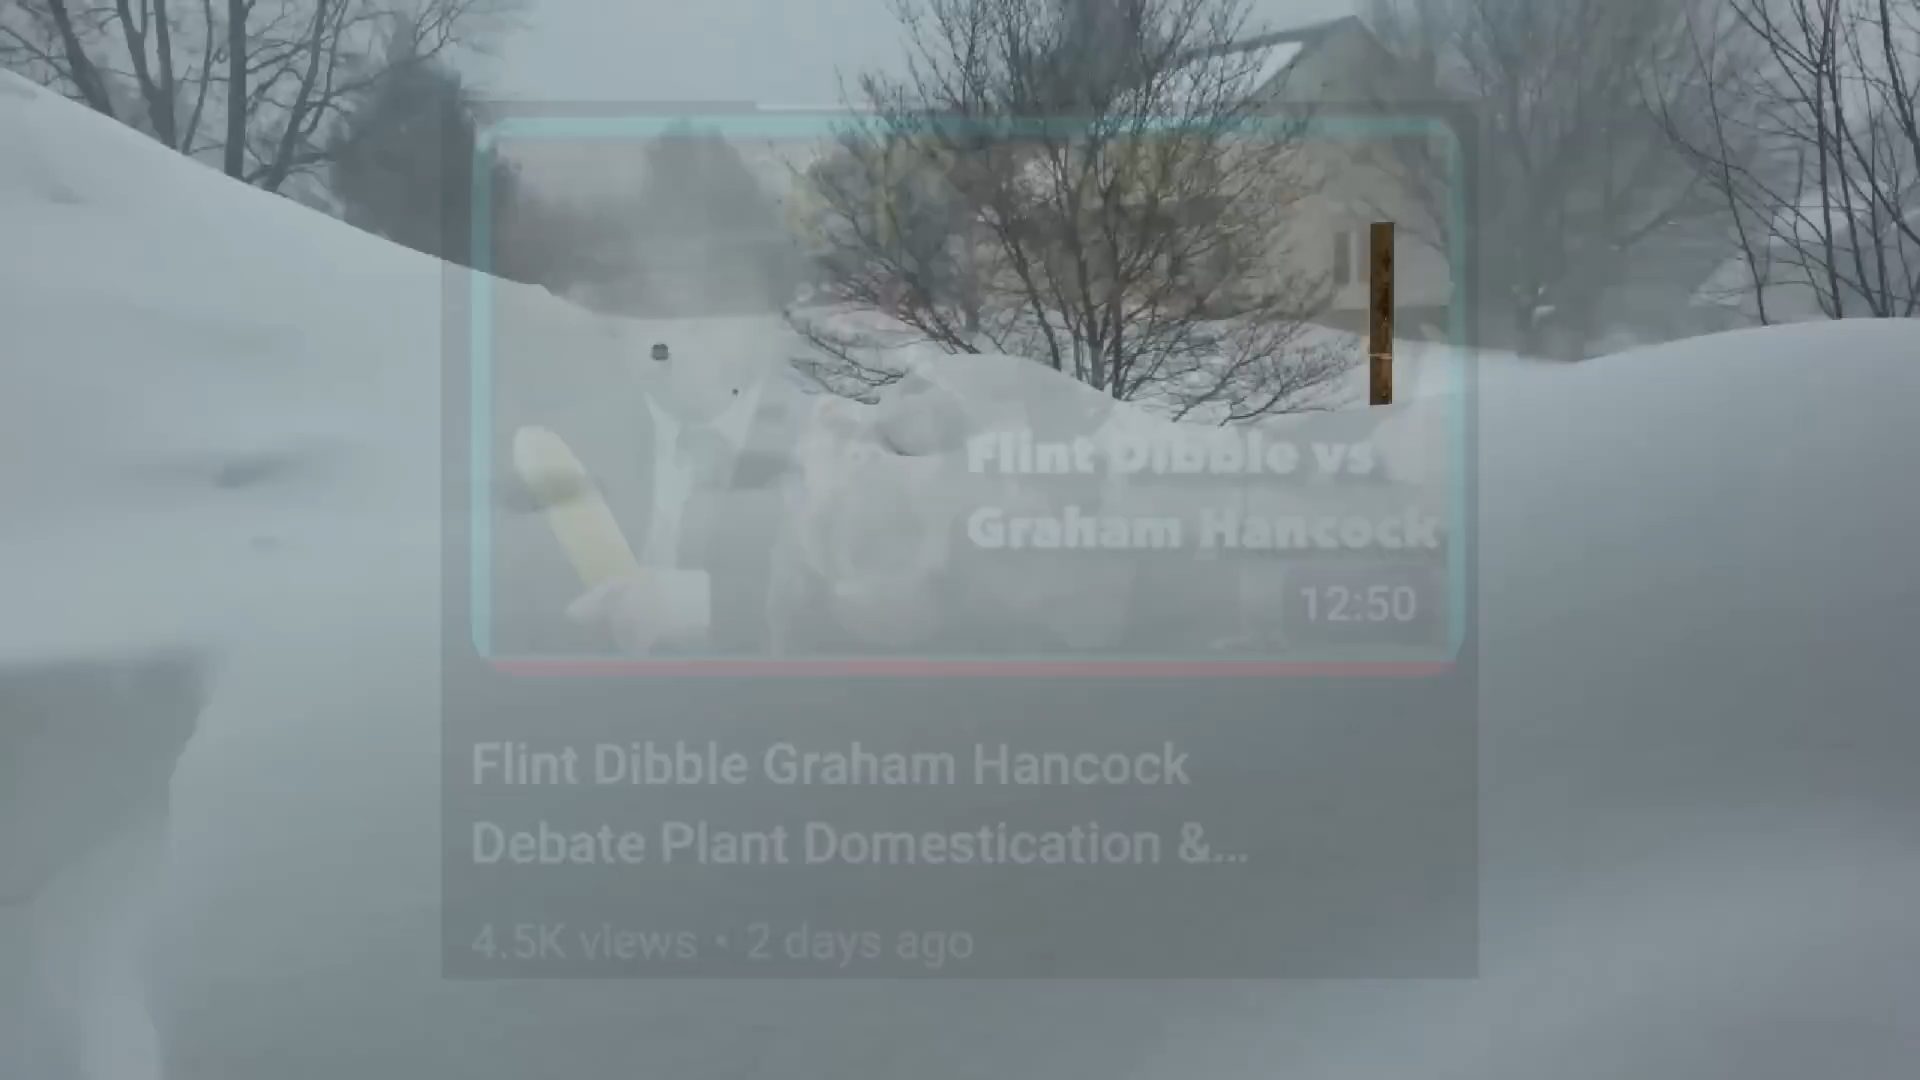 Flint Dibble vs
Graham Hancock
12:50
Flint Dibble Graham Hancock
Debate Plant Domestication &...
4.5K views • 2 days ago